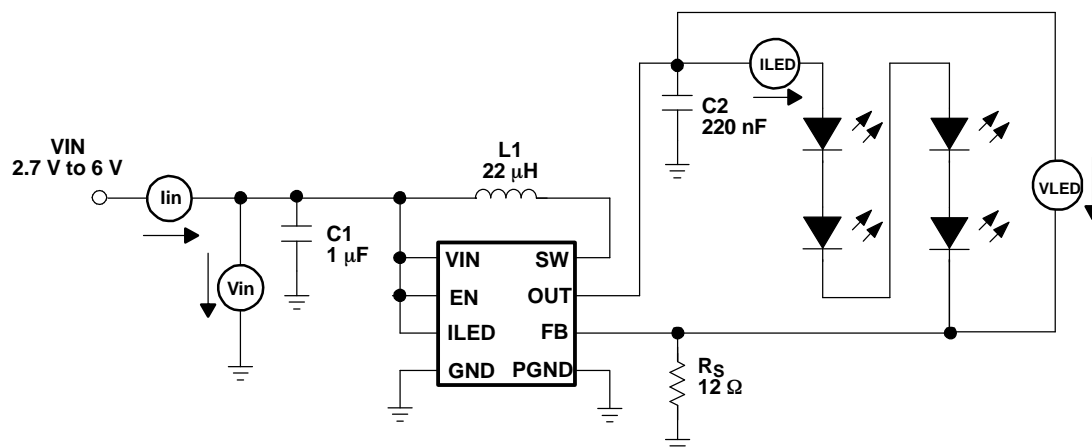 ILED
C2
220 nF
VIN
2.7 V to 6 V
L1
22 μH
VLED
Iin
C1
1 μF
Vin
VIN
SW
EN
OUT
ILED
FB
GND
PGND
RS
12 Ω